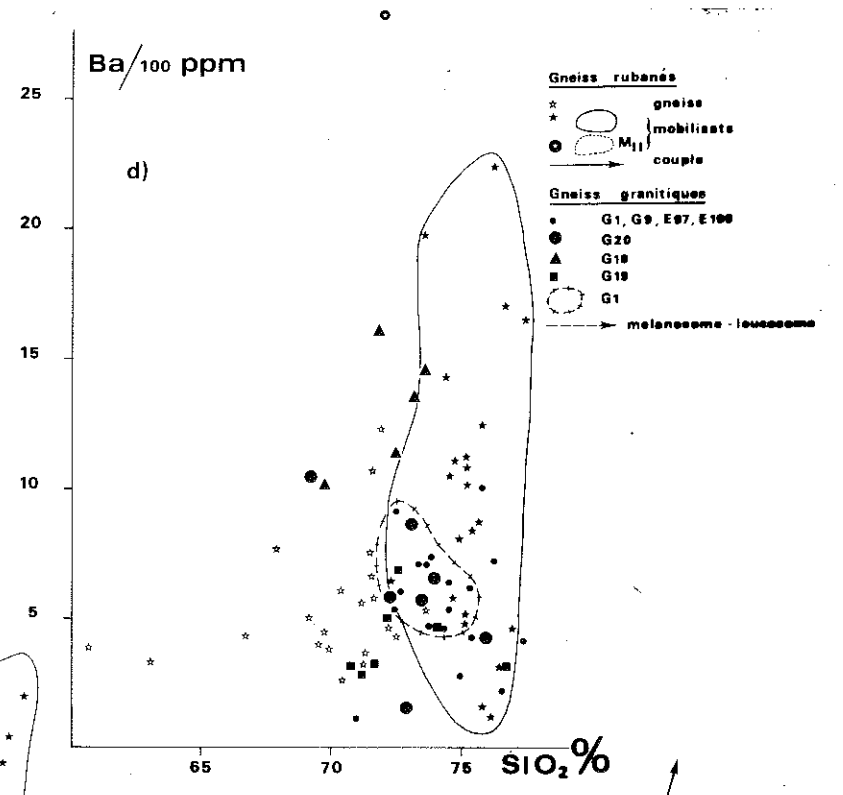 Ba/100 ppm
25
d)
20
15
10
5
65
70
75
SIO2 %
Gneiss rubanés
gneiss
mobilisats
MII
couple
Gneiss granitiques
G1, G9, E97, E100
G20
G18
G19
G1
melanosome - leucosome